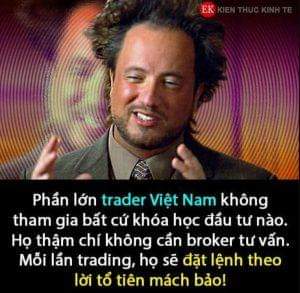 EK KIEN THUC KINH TE
Phần lớn trader Việt Nam không
tham gia bất cứ khóa học đầu tư nào.
Họ thậm chí không cần broker tư vấn.
Mỗi lần trading, họ sẽ đặt lệnh theo
lời tổ tiên mách bảo!